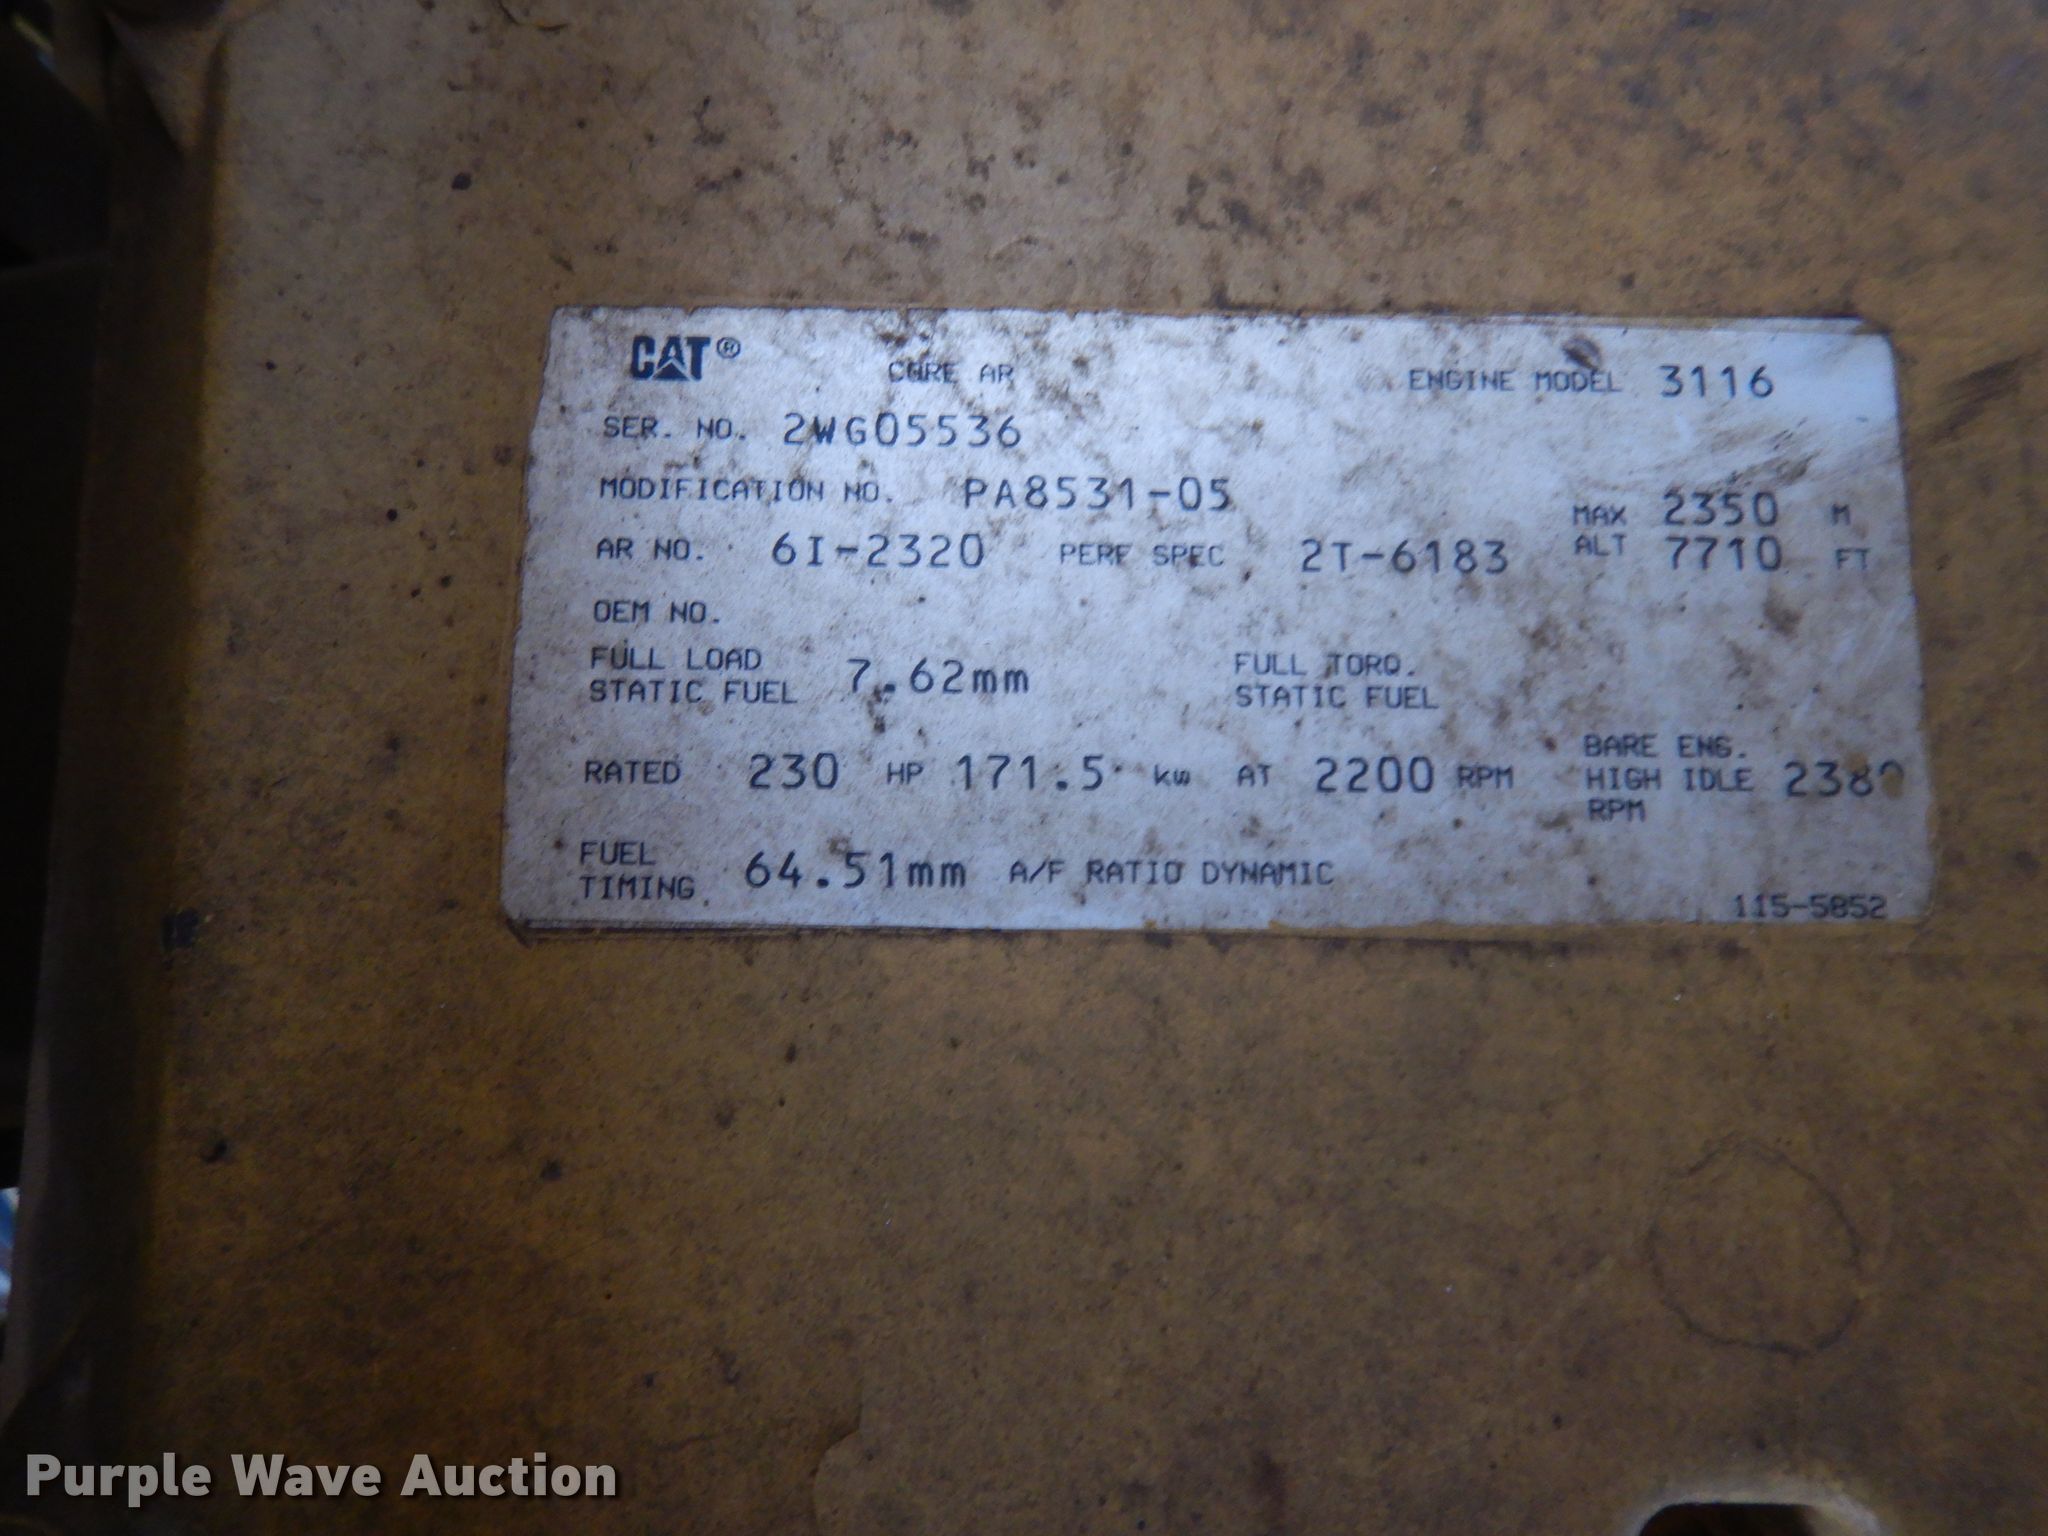 CAT® CORE AR ENGINE MODEL 3116
SER. NO. 2WG05536
MODIFICATION NO. PA8531-05
MAX ALT 2350 M 7710 FT
AR NO. 6I-2320 PERF SPEC 2T-6183
OEM NO.
FULL LOAD STATIC FUEL 7.62mm
FULL TORQ. STATIC FUEL
RATED 230 HP 171.5 kw AT 2200 RPM
BARE ENG. HIGH IDLE RPM 2380
FUEL TIMING 64.51mm A/F RATIO DYNAMIC
115-5852
Purple Wave Auction